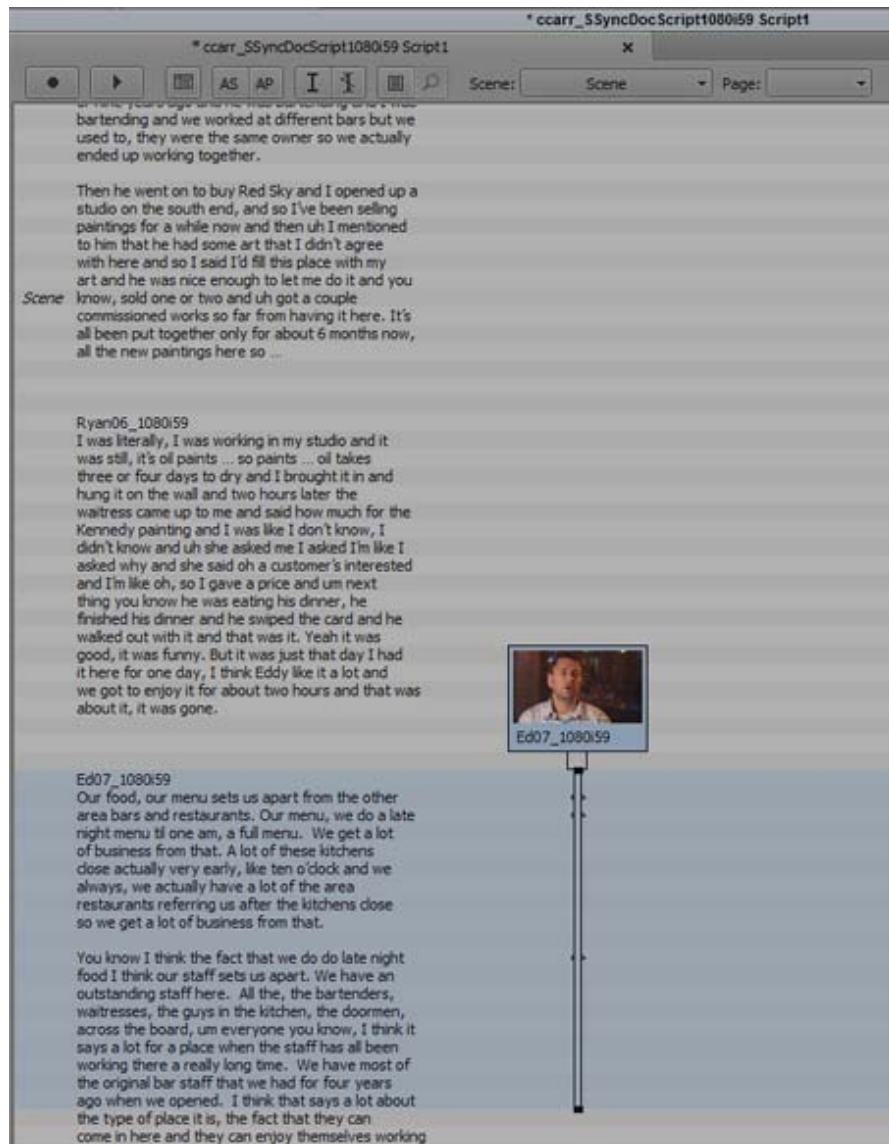 * ccarr_SSyncDocScript1080i59 Script1
* ccarr_SSyncDocScript1080i59 Script1 x
AS AP Scene: Scene Page:
or nine years ago and he was bartending and I was
bartending and we worked at different bars but we
used to, they were the same owner so we actually
ended up working together.
Then he went on to buy Red Sky and I opened up a
studio on the south end, and so I've been selling
paintings for a while now and then uh I mentioned
to him that he had some art that I didn't agree
with here and so I said I'd fill this place with my
art and he was nice enough to let me do it and you
Scene know, sold one or two and uh got a couple
commissioned works so far from having it here. It's
all been put together only for about 6 months now,
all the new paintings here so ...
Ryan06_1080i59
I was literally, I was working in my studio and it
was still, it's oil paints ... so paints ... oil takes
three or four days to dry and I brought it in and
hung it on the wall and two hours later the
waitress came up to me and said how much for the
Kennedy painting and I was like I don't know, I
didn't know and uh she asked me I asked I'm like I
asked why and she said oh a customer's interested
and I'm like oh, so I gave a price and um next
thing you know he was eating his dinner, he
finished his dinner and he swiped the card and he
walked out with it and that was it. Yeah it was
good, it was funny. But it was just that day I had
it here for one day, I think Eddy like it a lot and
we got to enjoy it for about two hours and that was
about it, it was gone.
Ed07_1080i59
Ed07_1080i59
Our food, our menu sets us apart from the other
area bars and restaurants. Our menu, we do a late
night menu til one am, a full menu. We get a lot
of business from that. A lot of these kitchens
close actually very early, like ten o'clock and we
always, we actually have a lot of the area
restaurants referring us after the kitchens close
so we get a lot of business from that.
You know I think the fact that we do do late night
food I think our staff sets us apart. We have an
outstanding staff here. All the, the bartenders,
waitresses, the guys in the kitchen, the doormen,
across the board, um everyone you know, I think it
says a lot for a place when the staff has all been
working there a really long time. We have most of
the original bar staff that we had for four years
ago when we opened. I think that says a lot about
the type of place it is, the fact that they can
come in here and they can enjoy themselves working